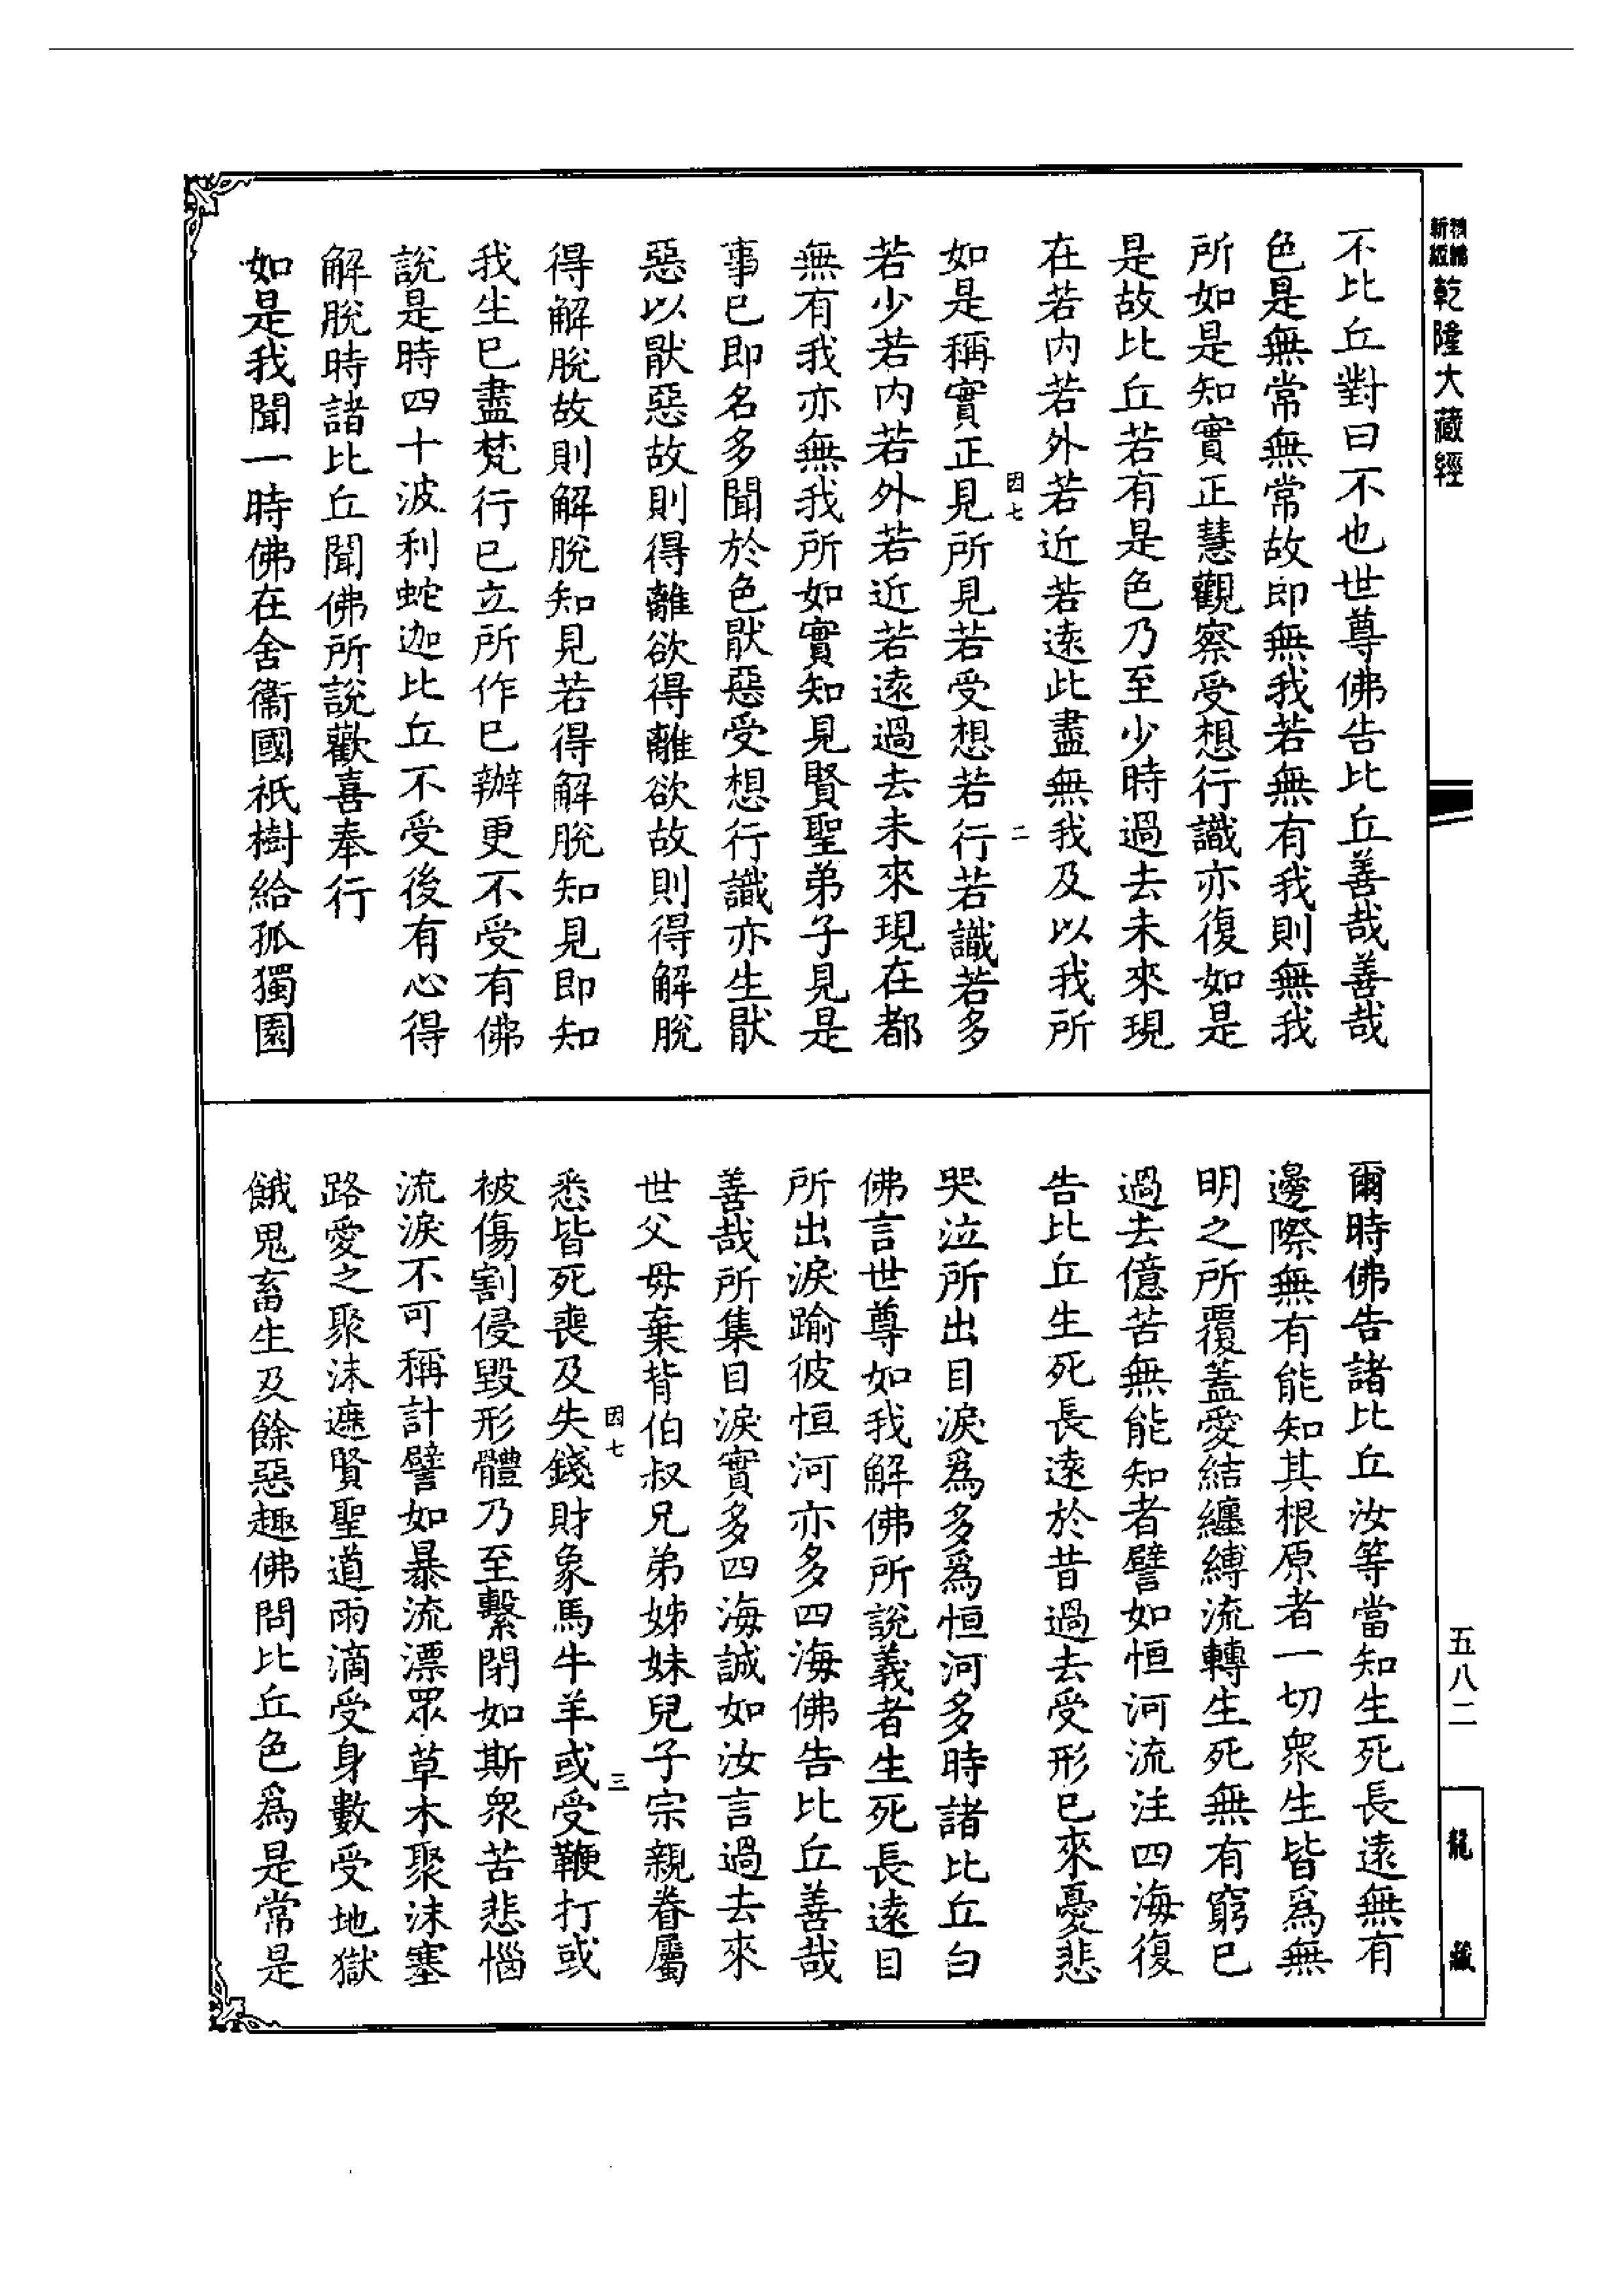 精編
新版
乾隆大藏經
不比丘對曰不也世尊佛告比丘善哉善哉
色是無常無常故即無我若無有我則無我
所如是知實正慧觀察受想行識亦復如是
是故比丘若有是色乃至少時過去未來現
在若內若外若近若遠此盡無我及以我所
因七
二
如是稱實正見所見若受想若行若識若多
若少若內若外若近若遠過去未來現在都
無有我亦無我所如實知見賢聖弟子見是
事已即名多聞於色猒惡受想行識亦生猒
惡以猒惡故則得離欲得離欲故則得解脫
得解脫故則解脫知見若得解脫知見即知
我生已盡梵行已立所作已辦更不受有佛
說是時四十波利蛇迦比丘不受後有心得
解脫時諸比丘聞佛所說歡喜奉行
如是我聞一時佛在舍衞國祇樹給孤獨園
爾時佛告諸比丘汝等當知生死長遠無有
邊際無有能知其根原者一切衆生皆爲無
明之所覆蓋愛結纏縛流轉生死無有窮已
過去億苦無能知者譬如恒河流注四海復
告比丘生死長遠於昔過去受形已來憂悲
哭泣所出目淚爲多爲恒河多時諸比丘白
佛言世尊如我解佛所說義者生死長遠目
所出淚踰彼恒河亦多四海佛告比丘善哉
善哉所集目淚實多四海誠如汝言過去來
世父母棄背伯叔兄弟姊妹兒子宗親眷屬
因七
三
悉皆死喪及失錢財象馬牛羊或受鞭打或
被傷割侵毀形體乃至繫閉如斯衆苦悲惱
流淚不可稱計譬如暴流漂眾草木聚沫塞
路愛之聚沫遮賢聖道雨滴受身數受地獄
餓鬼畜生及餘惡趣佛問比丘色爲是常是
五八二
龍藏